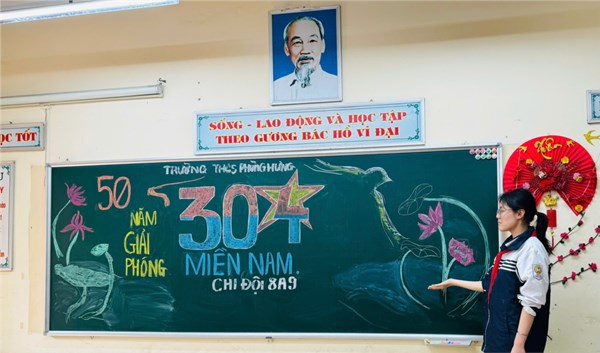 SỐNG - LAO ĐỘNG VÀ HỌC TẬP
THEO GƯƠNG BÁC HỒ VĨ ĐẠI
ỌC TỐT
TRƯỜNG THCS PHÙNG HƯNG
50
NĂM
GIẢI
PHÓNG
30 4
MIỀN NAM.
CHI ĐỘI 8A9